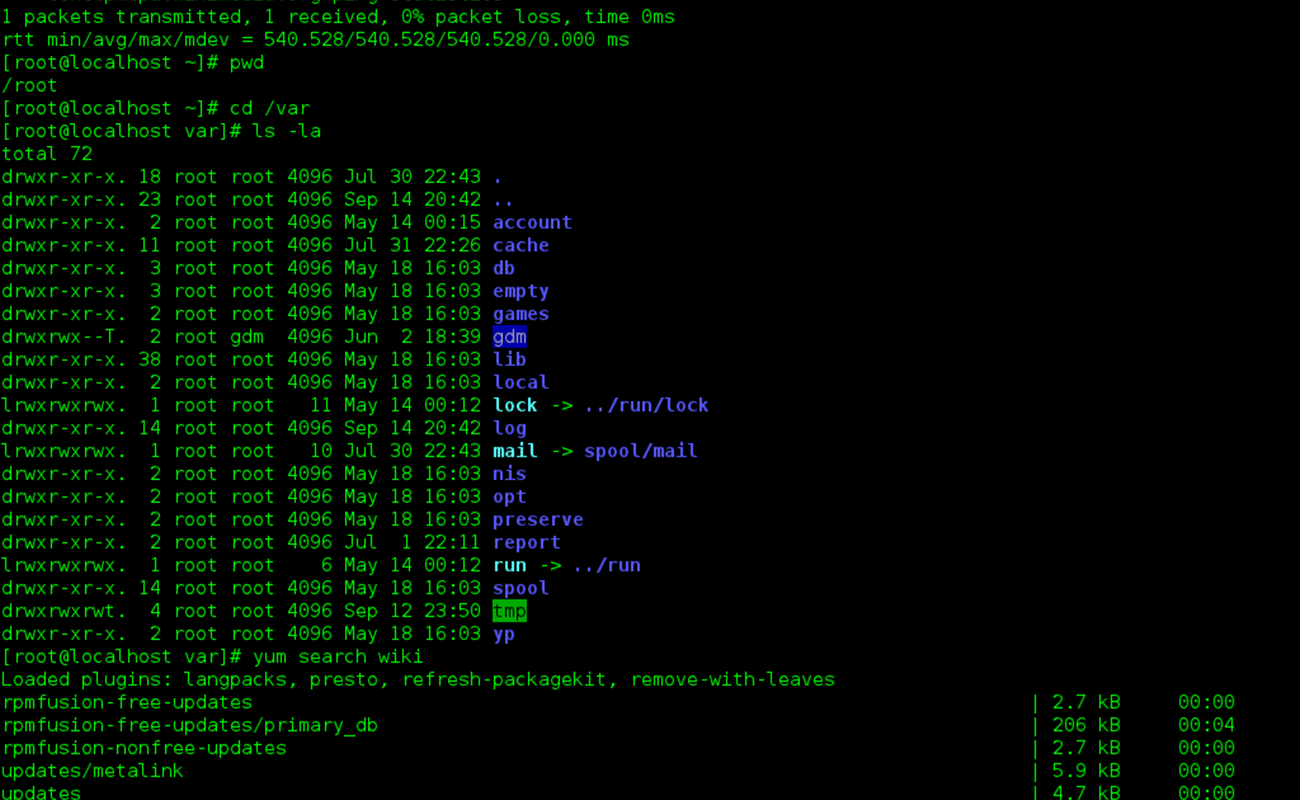 1 packets transmitted, 1 received, 0% packet loss, time 0ms
rtt min/avg/max/mdev = 540.528/540.528/540.528/0.000 ms
[root@localhost ~]# pwd
/root
[root@localhost ~]# cd /var
[root@localhost var]# ls -la
total 72
drwxr-xr-x. 18 root root 4096 Jul 30 22:43 .
drwxr-xr-x. 23 root root 4096 Sep 14 20:42 ..
drwxr-xr-x.  2 root root 4096 May 14 00:15 account
drwxr-xr-x. 11 root root 4096 Jul 31 22:26 cache
drwxr-xr-x.  3 root root 4096 May 18 16:03 db
drwxr-xr-x.  3 root root 4096 May 18 16:03 empty
drwxr-xr-x.  2 root root 4096 May 18 16:03 games
drwxrwx--T.  2 root gdm  4096 Jun  2 18:39 gdm
drwxr-xr-x. 38 root root 4096 May 18 16:03 lib
drwxr-xr-x.  2 root root 4096 May 18 16:03 local
lrwxrwxrwx.  1 root root   11 May 14 00:12 lock -> ../run/lock
drwxr-xr-x. 14 root root 4096 Sep 14 20:42 log
lrwxrwxrwx.  1 root root   10 Jul 30 22:43 mail -> spool/mail
drwxr-xr-x.  2 root root 4096 May 18 16:03 nis
drwxr-xr-x.  2 root root 4096 May 18 16:03 opt
drwxr-xr-x.  2 root root 4096 May 18 16:03 preserve
drwxr-xr-x.  2 root root 4096 Jul  1 22:11 report
lrwxrwxrwx.  1 root root    6 May 14 00:12 run -> ../run
drwxr-xr-x. 14 root root 4096 May 18 16:03 spool
drwxrwxrwt.  4 root root 4096 Sep 12 23:50 tmp
drwxr-xr-x.  2 root root 4096 May 18 16:03 yp
[root@localhost var]# yum search wiki
Loaded plugins: langpacks, presto, refresh-packagekit, remove-with-leaves
rpmfusion-free-updates | 2.7 kB 00:00
rpmfusion-free-updates/primary_db | 206 kB 00:04
rpmfusion-nonfree-updates | 2.7 kB 00:00
updates/metalink | 5.9 kB 00:00
updates | 4.7 kB 00:00